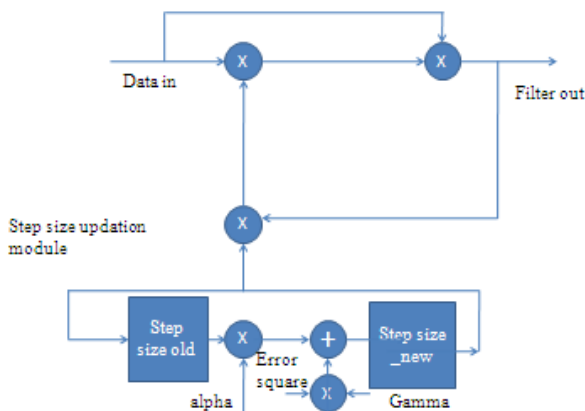 X
X
Data in
Filter out
X
Step size updation
module
Step
size old
X
Error
square
+
Step size
_new
X
alpha
Gamma